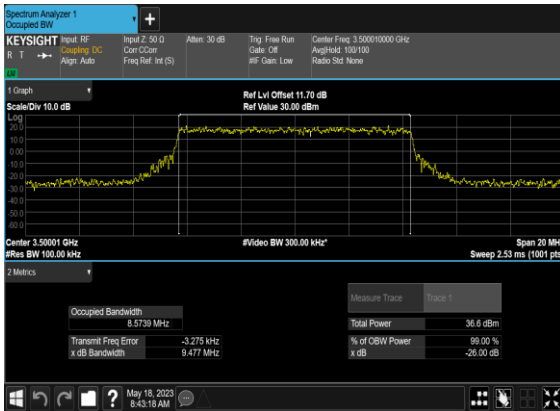 Spectrum Analyzer 1
Occupied BW
KEYSIGHT
R T
LXI
Input: RF
Coupling: DC
Align: Auto
Input Z: 50 Ω
Corr CCorr
Freq Ref: Int (S)
Atten: 30 dB
Trig: Free Run
Gate: Off
#IF Gain: Low
Center Freq: 3.500010000 GHz
Avg|Hold: 100/100
Radio Std: None
1 Graph
Scale/Div 10.0 dB
Ref Lvl Offset 11.70 dB
Ref Value 30.00 dBm
Log
20.0
10.0
0.00
-10.0
-20.0
-30.0
-40.0
-50.0
-60.0
Center 3.50001 GHz
#Res BW 100.00 kHz
#Video BW 300.00 kHz*
Span 20 MH
Sweep 2.53 ms (1001 pts
2 Metrics
Measure Trace
Trace 1
Occupied Bandwidth
8.5739 MHz
Total Power
36.6 dBm
Transmit Freq Error
-3.275 kHz
% of OBW Power
99.00 %
x dB Bandwidth
9.477 MHz
x dB
-26.00 dB
?
May 18, 2023
8:43:18 AM